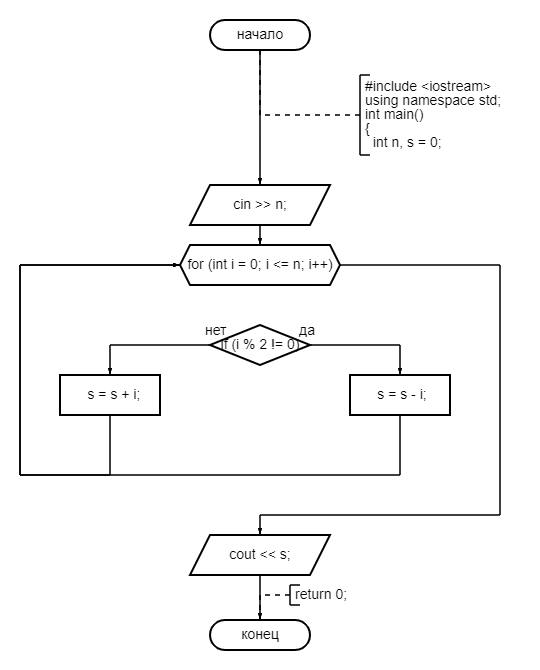 начало
#include <iostream>
using namespace std;
int main()
{
int n, s = 0;
cin >> n;
for (int i = 0; i <= n; i++)
нет
да
if (i % 2 != 0)
s = s + i;
s = s - i;
cout << s;
return 0;
конец